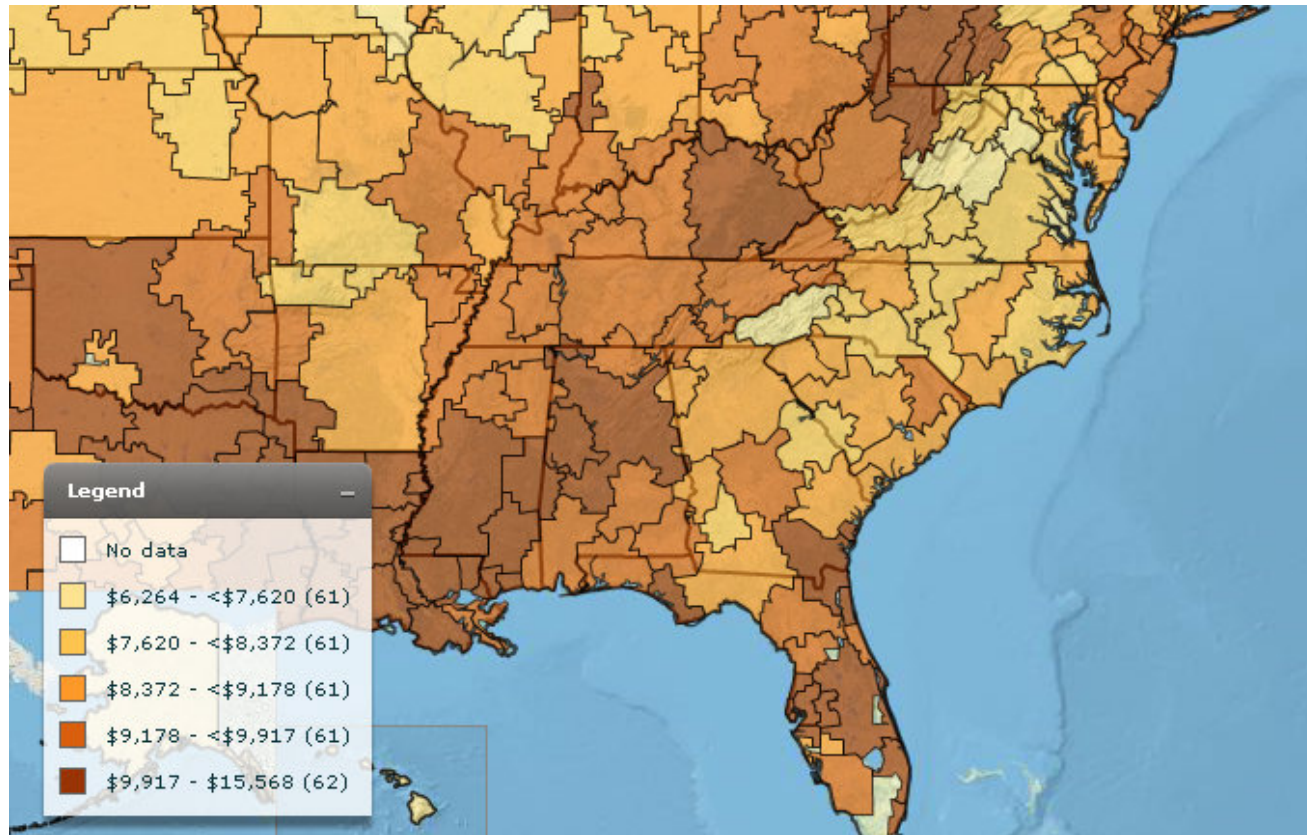 Legend
No data
$6,264 - <$7,620 (61)
$7,620 - <$8,372 (61)
$8,372 - <$9,178 (61)
$9,178 - <$9,917 (61)
$9,917 - $15,568 (62)